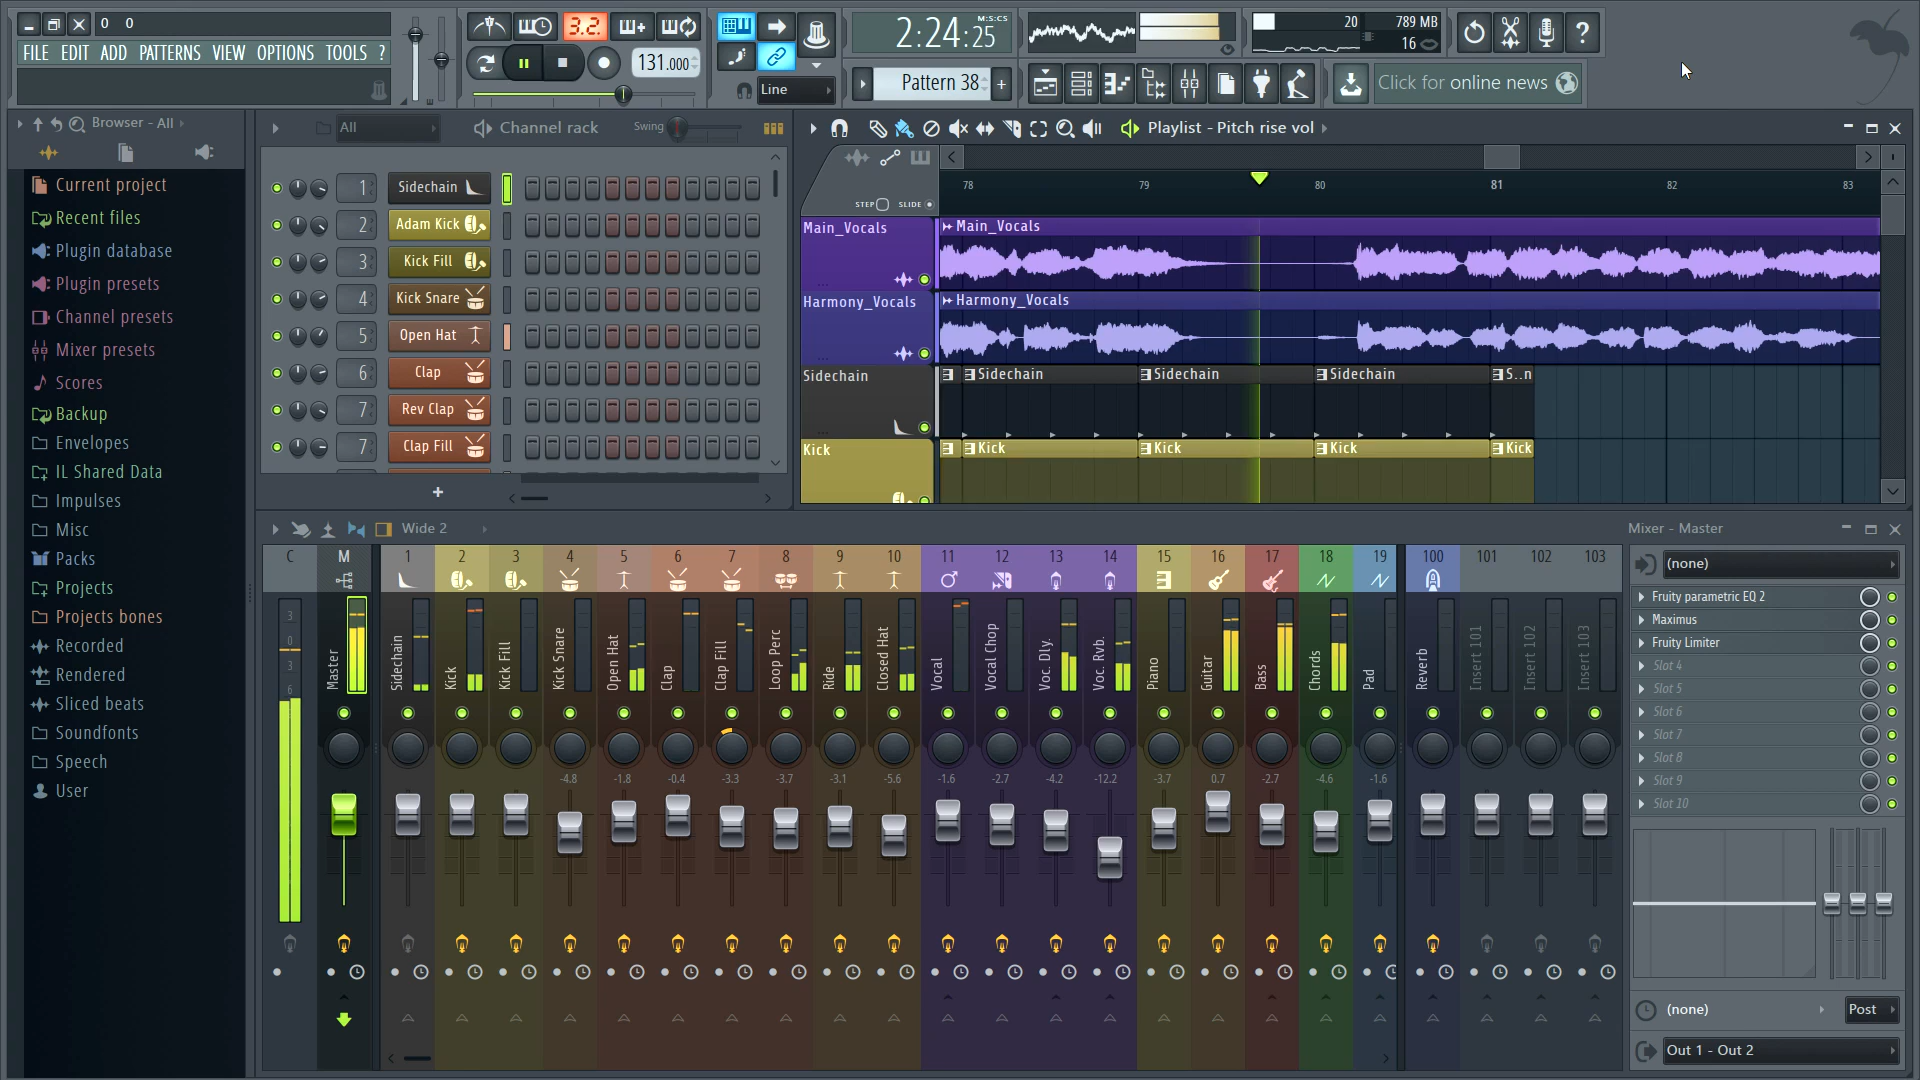 0 0
FILE EDIT ADD PATTERNS VIEW OPTIONS TOOLS ?
3.2.
131.000
Line
2:24:25
M:S:CS
Pattern 38
+
20
789 MB
16
?
Click for online news
Browser - All
Current project
Recent files
Plugin database
Plugin presets
Channel presets
Mixer presets
Scores
Backup
Envelopes
IL Shared Data
Impulses
Misc
Packs
Projects
Projects bones
Recorded
Rendered
Sliced beats
Soundfonts
Speech
User
All
Channel rack
Swing
1 Sidechain
2 Adam Kick
3 Kick Fill
4 Kick Snare
5 Open Hat
6 Clap
7 Rev Clap
7 Clap Fill
+
Playlist - Pitch rise vol
STEP SLIDE
78 79 80 81 82 83
Main_Vocals
Main_Vocals
Harmony_Vocals
Harmony_Vocals
Sidechain
Sidechain Sidechain Sidechain S..n
Kick
Kick Kick Kick Kick
Wide 2
C M 1 2 3 4 5 6 7 8 9 10 11 12 13 14 15 16 17 18 19 100 101 102 103
3
0
3
6
Master
Sidechain
Kick
Kick Fill
Kick Snare
Open Hat
Clap
Clap Fill
Loop Perc
Ride
Closed Hat
Vocal
Vocal Chop
Voc. Dly.
Voc. Rvb.
Piano
Guitar
Bass
Chords
Pad
Reverb
Insert 101
Insert 102
Insert 103
-4.8 -1.8 -0.4 -3.3 -3.7 -3.1 -5.6 -1.6 -2.7 -4.2 -12.2 -3.7 0.7 -2.7 -4.6 -1.6
Mixer - Master
(none)
Fruity parametric EQ 2
Maximus
Fruity Limiter
Slot 4
Slot 5
Slot 6
Slot 7
Slot 8
Slot 9
Slot 10
(none)
Post
Out 1 - Out 2